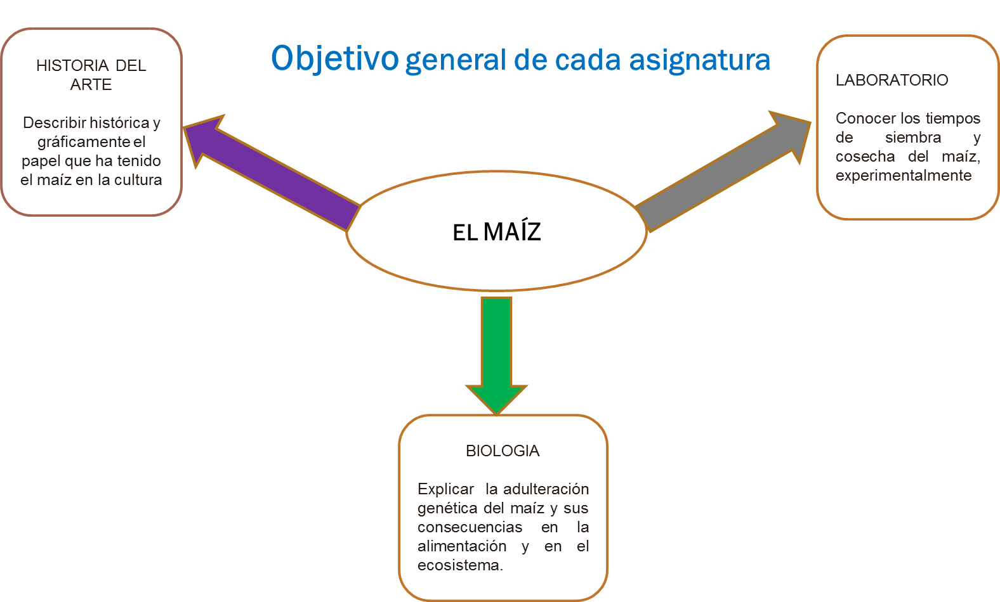 Objetivo general de cada asignatura
HISTORIA DEL
ARTE
Describir histórica y
gráficamente el
papel que ha tenido
el maíz en la cultura
LABORATORIO
Conocer los tiempos
de siembra y
cosecha del maíz,
experimentalmente
EL MAÍZ
BIOLOGIA
Explicar la adulteración
genética del maíz y sus
consecuencias en la
alimentación y en el
ecosistema.